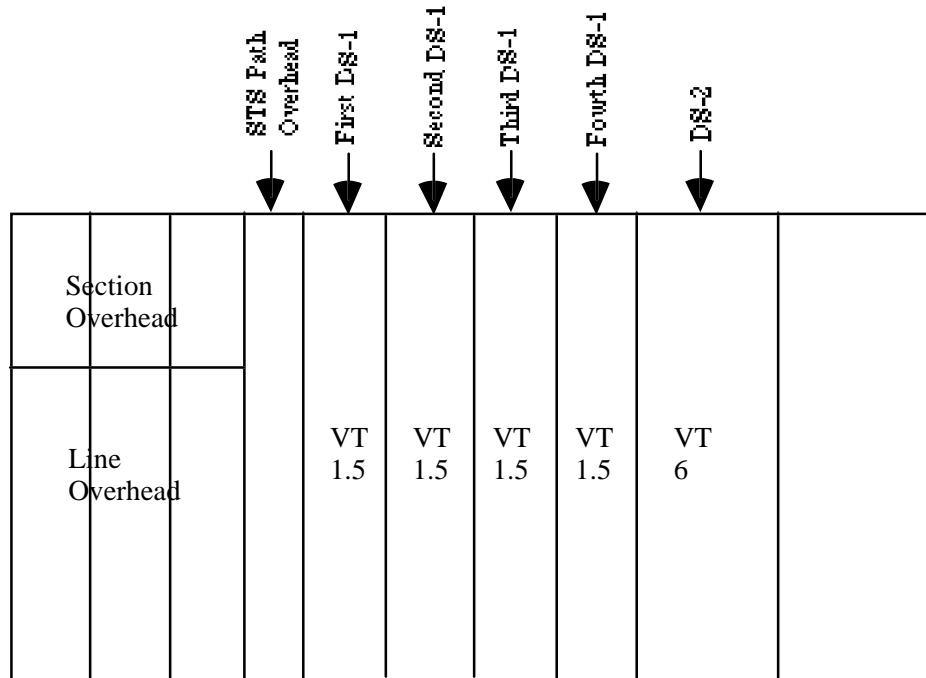 STS Path
Overhead
First DS-1
Second DS-1
Third DS-1
Fourth DS-1
DS-2
Section
Overhead
Line
Overhead
VT
1.5
VT
1.5
VT
1.5
VT
1.5
VT
6